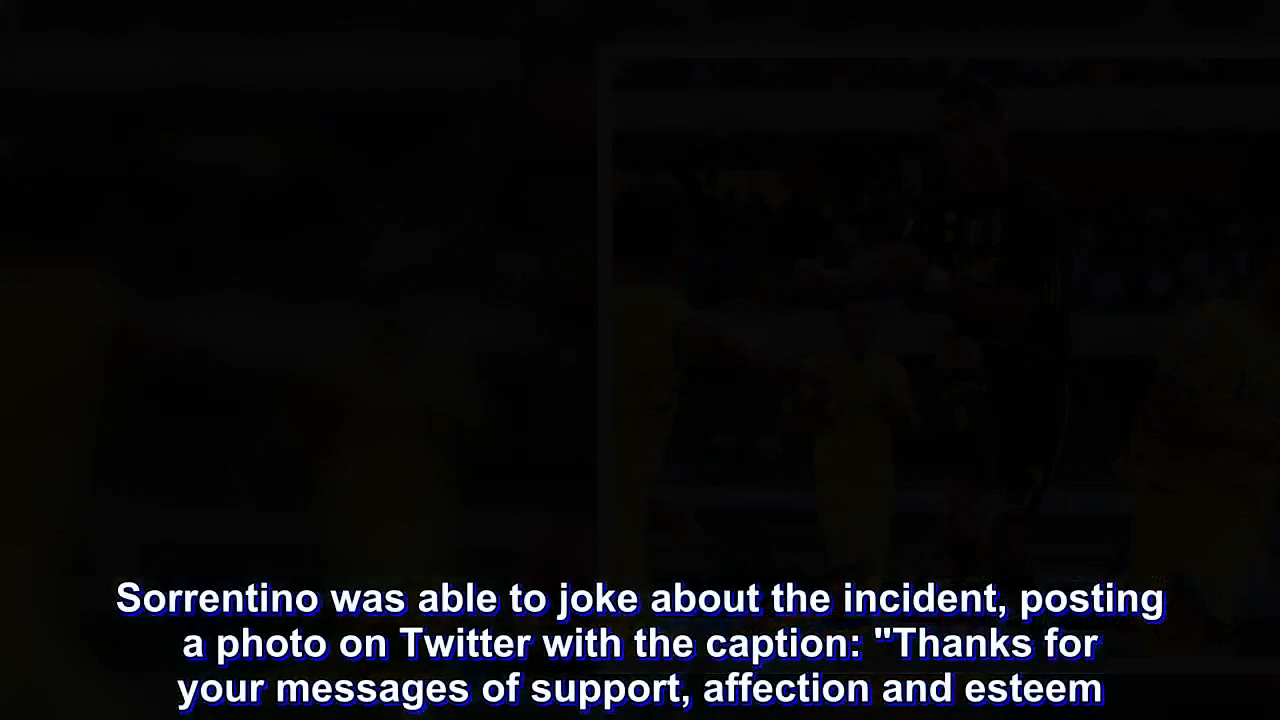 Sorrentino was able to joke about the incident, posting
a photo on Twitter with the caption: "Thanks for
your messages of support, affection and esteem